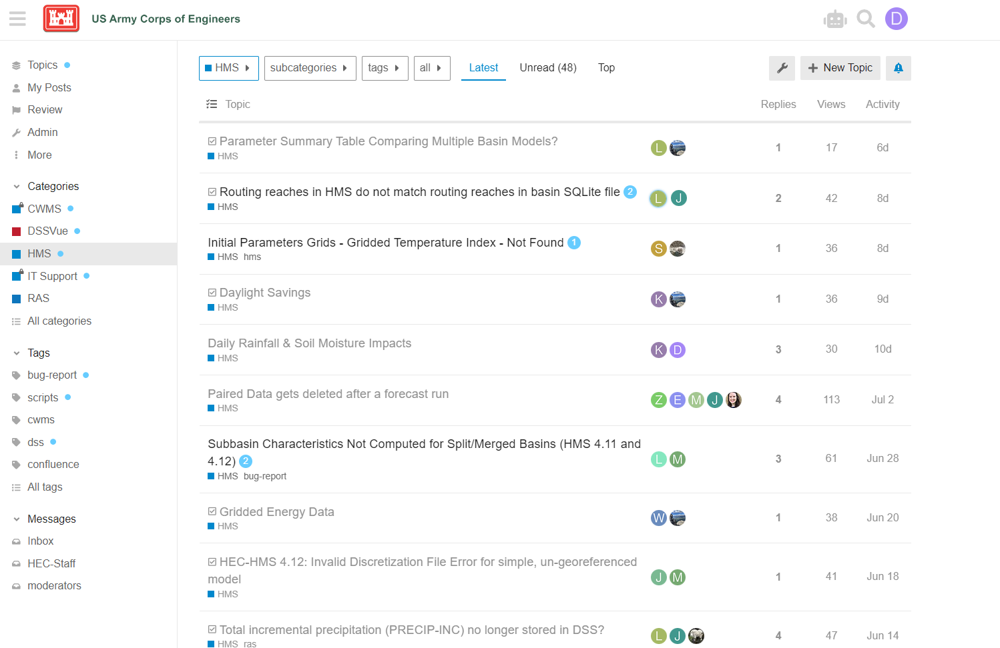 US Army Corps of Engineers
D
Topics
My Posts
Review
Admin
More
Categories
CWMS
DSSVue
HMS
IT Support
RAS
All categories
Tags
bug-report
scripts
cwms
dss
confluence
All tags
Messages
Inbox
HEC-Staff
moderators
HMS subcategories tags all Latest Unread (48) Top + New Topic
Topic Replies Views Activity
Parameter Summary Table Comparing Multiple Basin Models? L 1 17 6d
HMS
Routing reaches in HMS do not match routing reaches in basin SQLite file 2 L J 2 42 8d
HMS
Initial Parameters Grids - Gridded Temperature Index - Not Found 1 S 1 36 8d
HMS hms
Daylight Savings K 1 36 9d
HMS
Daily Rainfall & Soil Moisture Impacts K D 3 30 10d
HMS
Paired Data gets deleted after a forecast run Z E M J 4 113 Jul 2
HMS
Subbasin Characteristics Not Computed for Split/Merged Basins (HMS 4.11 and
4.12) 2 L M 3 61 Jun 28
HMS bug-report
Gridded Energy Data W 1 38 Jun 20
HMS
HEC-HMS 4.12: Invalid Discretization File Error for simple, un-georeferenced
model J M 1 41 Jun 18
HMS
Total incremental precipitation (PRECIP-INC) no longer stored in DSS? L J 4 47 Jun 14
HMS ras